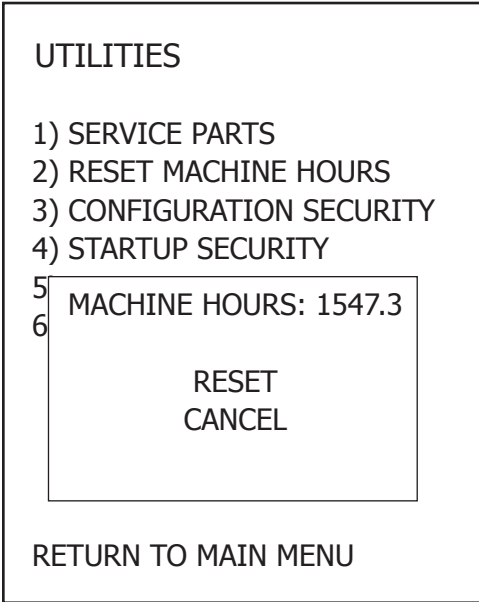 UTILITIES
1) SERVICE PARTS
2) RESET MACHINE HOURS
3) CONFIGURATION SECURITY
4) STARTUP SECURITY
5
6
MACHINE HOURS: 1547.3
RESET
CANCEL
RETURN TO MAIN MENU